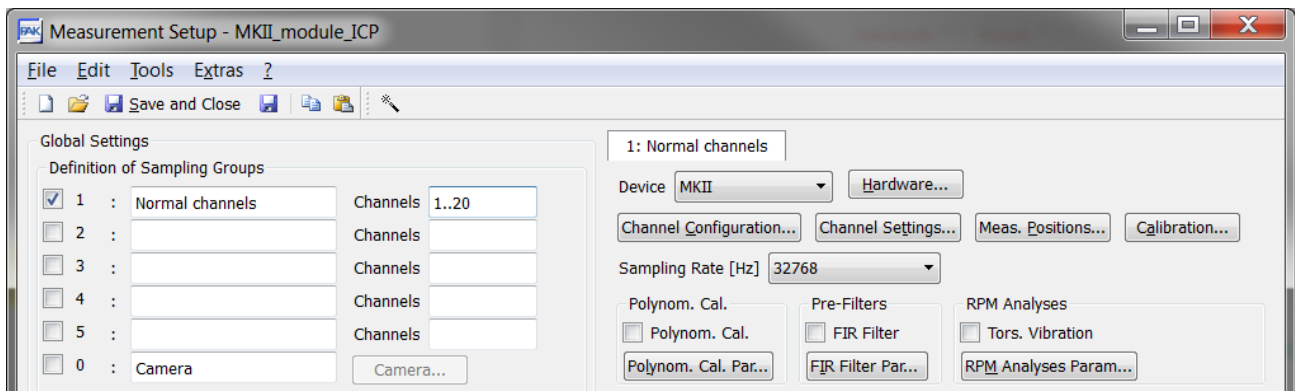 PAK Measurement Setup - MKII_module_ICP
File Edit Tools Extras ?
Save and Close
Global Settings
Definition of Sampling Groups
1 : Normal channels Channels 1..20
2 : Channels
3 : Channels
4 : Channels
5 : Channels
0 : Camera Camera...
1: Normal channels
Device MKII Hardware...
Channel Configuration... Channel Settings... Meas. Positions... Calibration...
Sampling Rate [Hz] 32768
Polynom. Cal. Pre-Filters RPM Analyses
Polynom. Cal. FIR Filter Tors. Vibration
Polynom. Cal. Par... FIR Filter Par... RPM Analyses Param...